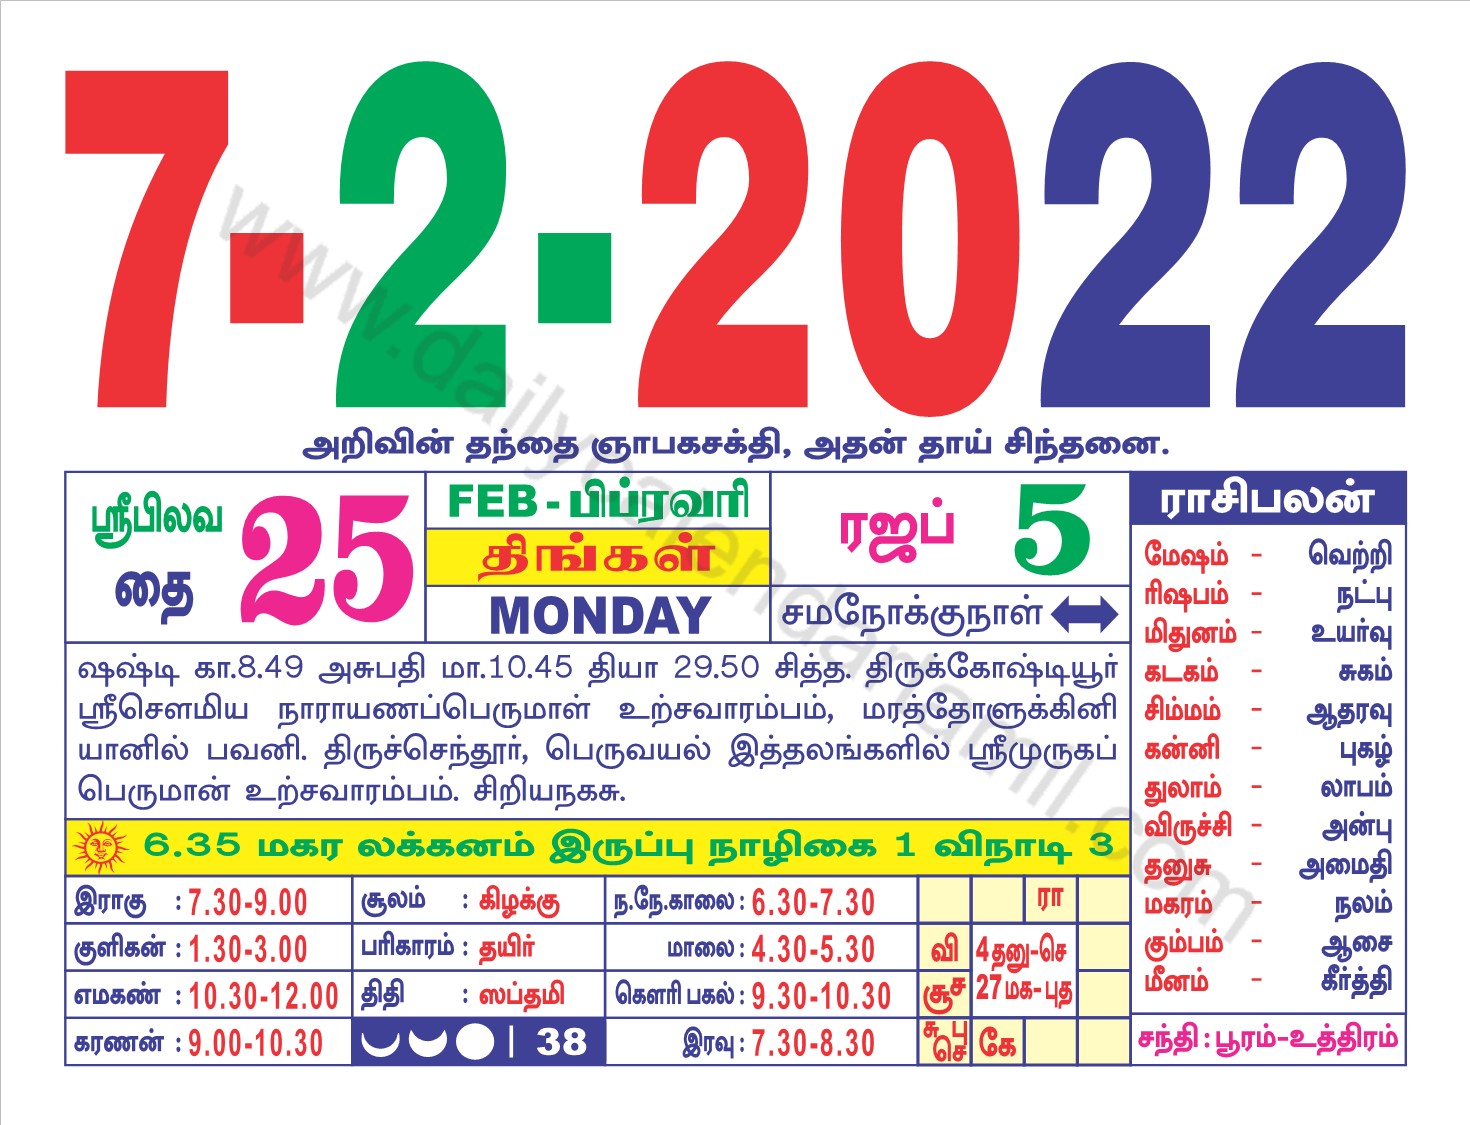 7-2-2022
அறிவின் தந்தை ஞாபகசக்தி, அதன் தாய் சிந்தனை.
ஸ்ரீபிலவ
தை
25
FEB - பிப்ரவரி
திங்கள்
MONDAY
ரஜப் 5
சமநோக்குநாள்
ஷஷ்டி கா.8.49 அசுபதி மா.10.45 தியா 29.50 சித்த. திருக்கோஷ்டியூர்
ஸ்ரீசௌமிய நாராயணப்பெருமாள் உற்சவாரம்பம், மரத்தோளுக்கினி
யானில் பவனி. திருச்செந்தூர், பெருவயல் இத்தலங்களில் ஸ்ரீமுருகப்
பெருமான் உற்சவாரம்பம். சிறியநகசு.
6.35 மகர லக்கனம் இருப்பு நாழிகை 1 விநாடி 3
இராகு : 7.30-9.00
குளிகன் : 1.30-3.00
எமகண் : 10.30-12.00
கரணன் : 9.00-10.30
சூலம் : கிழக்கு
பரிகாரம் : தயிர்
திதி : ஸப்தமி
38
ந.நே.காலை : 6.30-7.30
மாலை : 4.30-5.30
கௌரி பகல் : 9.30-10.30
இரவு : 7.30-8.30
ரா
வி
4 தனு-செ
27 மக-புத
சூ ச
சு பு
செ
கே
ராசிபலன்
மேஷம் - வெற்றி
ரிஷபம் - நட்பு
மிதுனம் - உயர்வு
கடகம் - சுகம்
சிம்மம் - ஆதரவு
கன்னி - புகழ்
துலாம் - லாபம்
விருச்சி - அன்பு
தனுசு - அமைதி
மகரம் - நலம்
கும்பம் - ஆசை
மீனம் - கீர்த்தி
சந்தி : பூரம்-உத்திரம்
www.dailycalendartamil.com